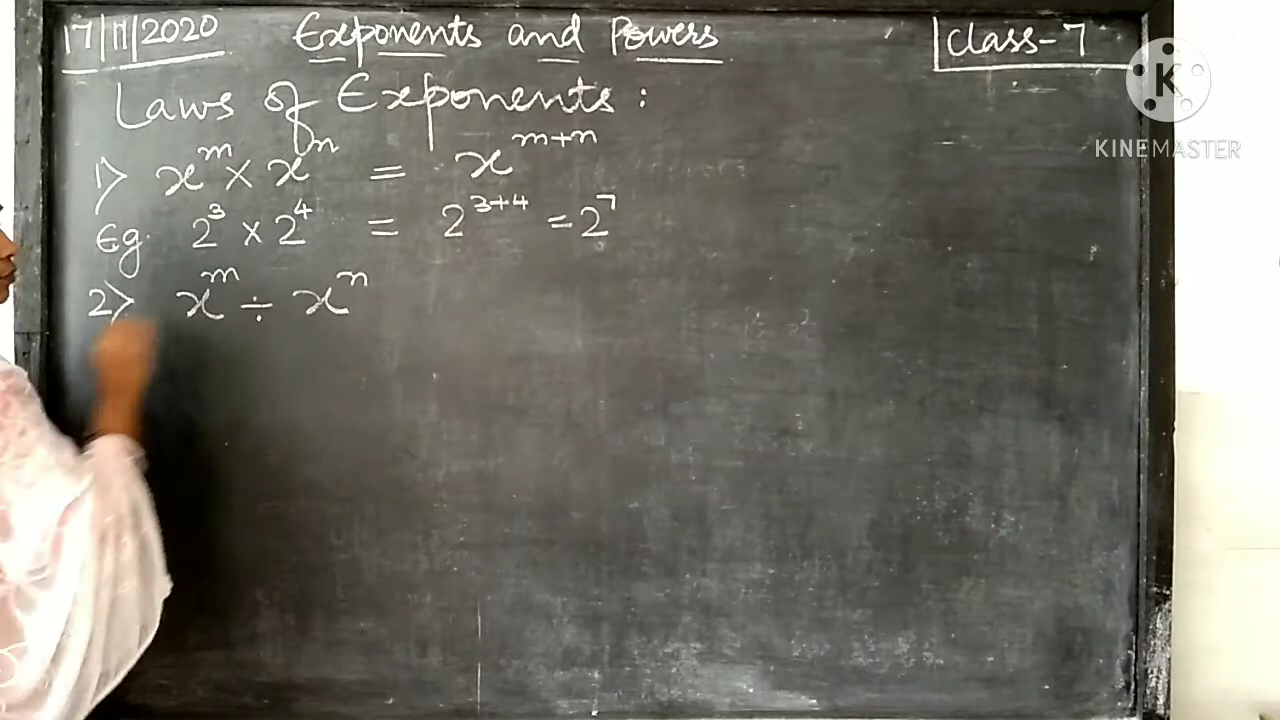 17/11/2020 Exponents and Powers Class-7
Laws of Exponents :
1> x^m × x^n = x^{m+n}
Eg. 2^3 × 2^4 = 2^{3+4} = 2^7
2> x^m ÷ x^n
K
KINEMASTER